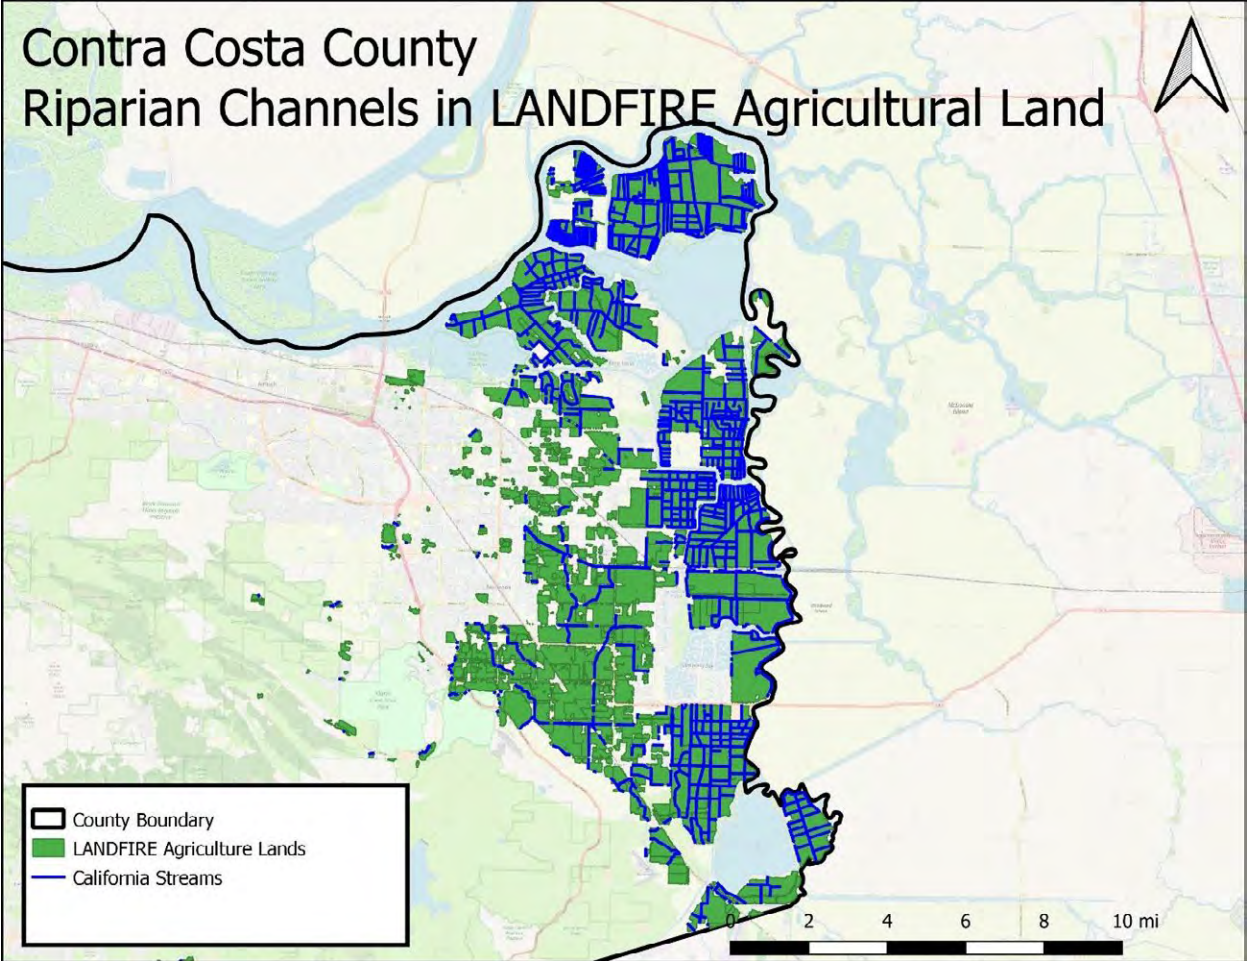 Contra Costa County
Riparian Channels in LANDFIRE Agricultural Land
County Boundary
LANDFIRE Agriculture Lands
California Streams
0 2 4 6 8 10 mi